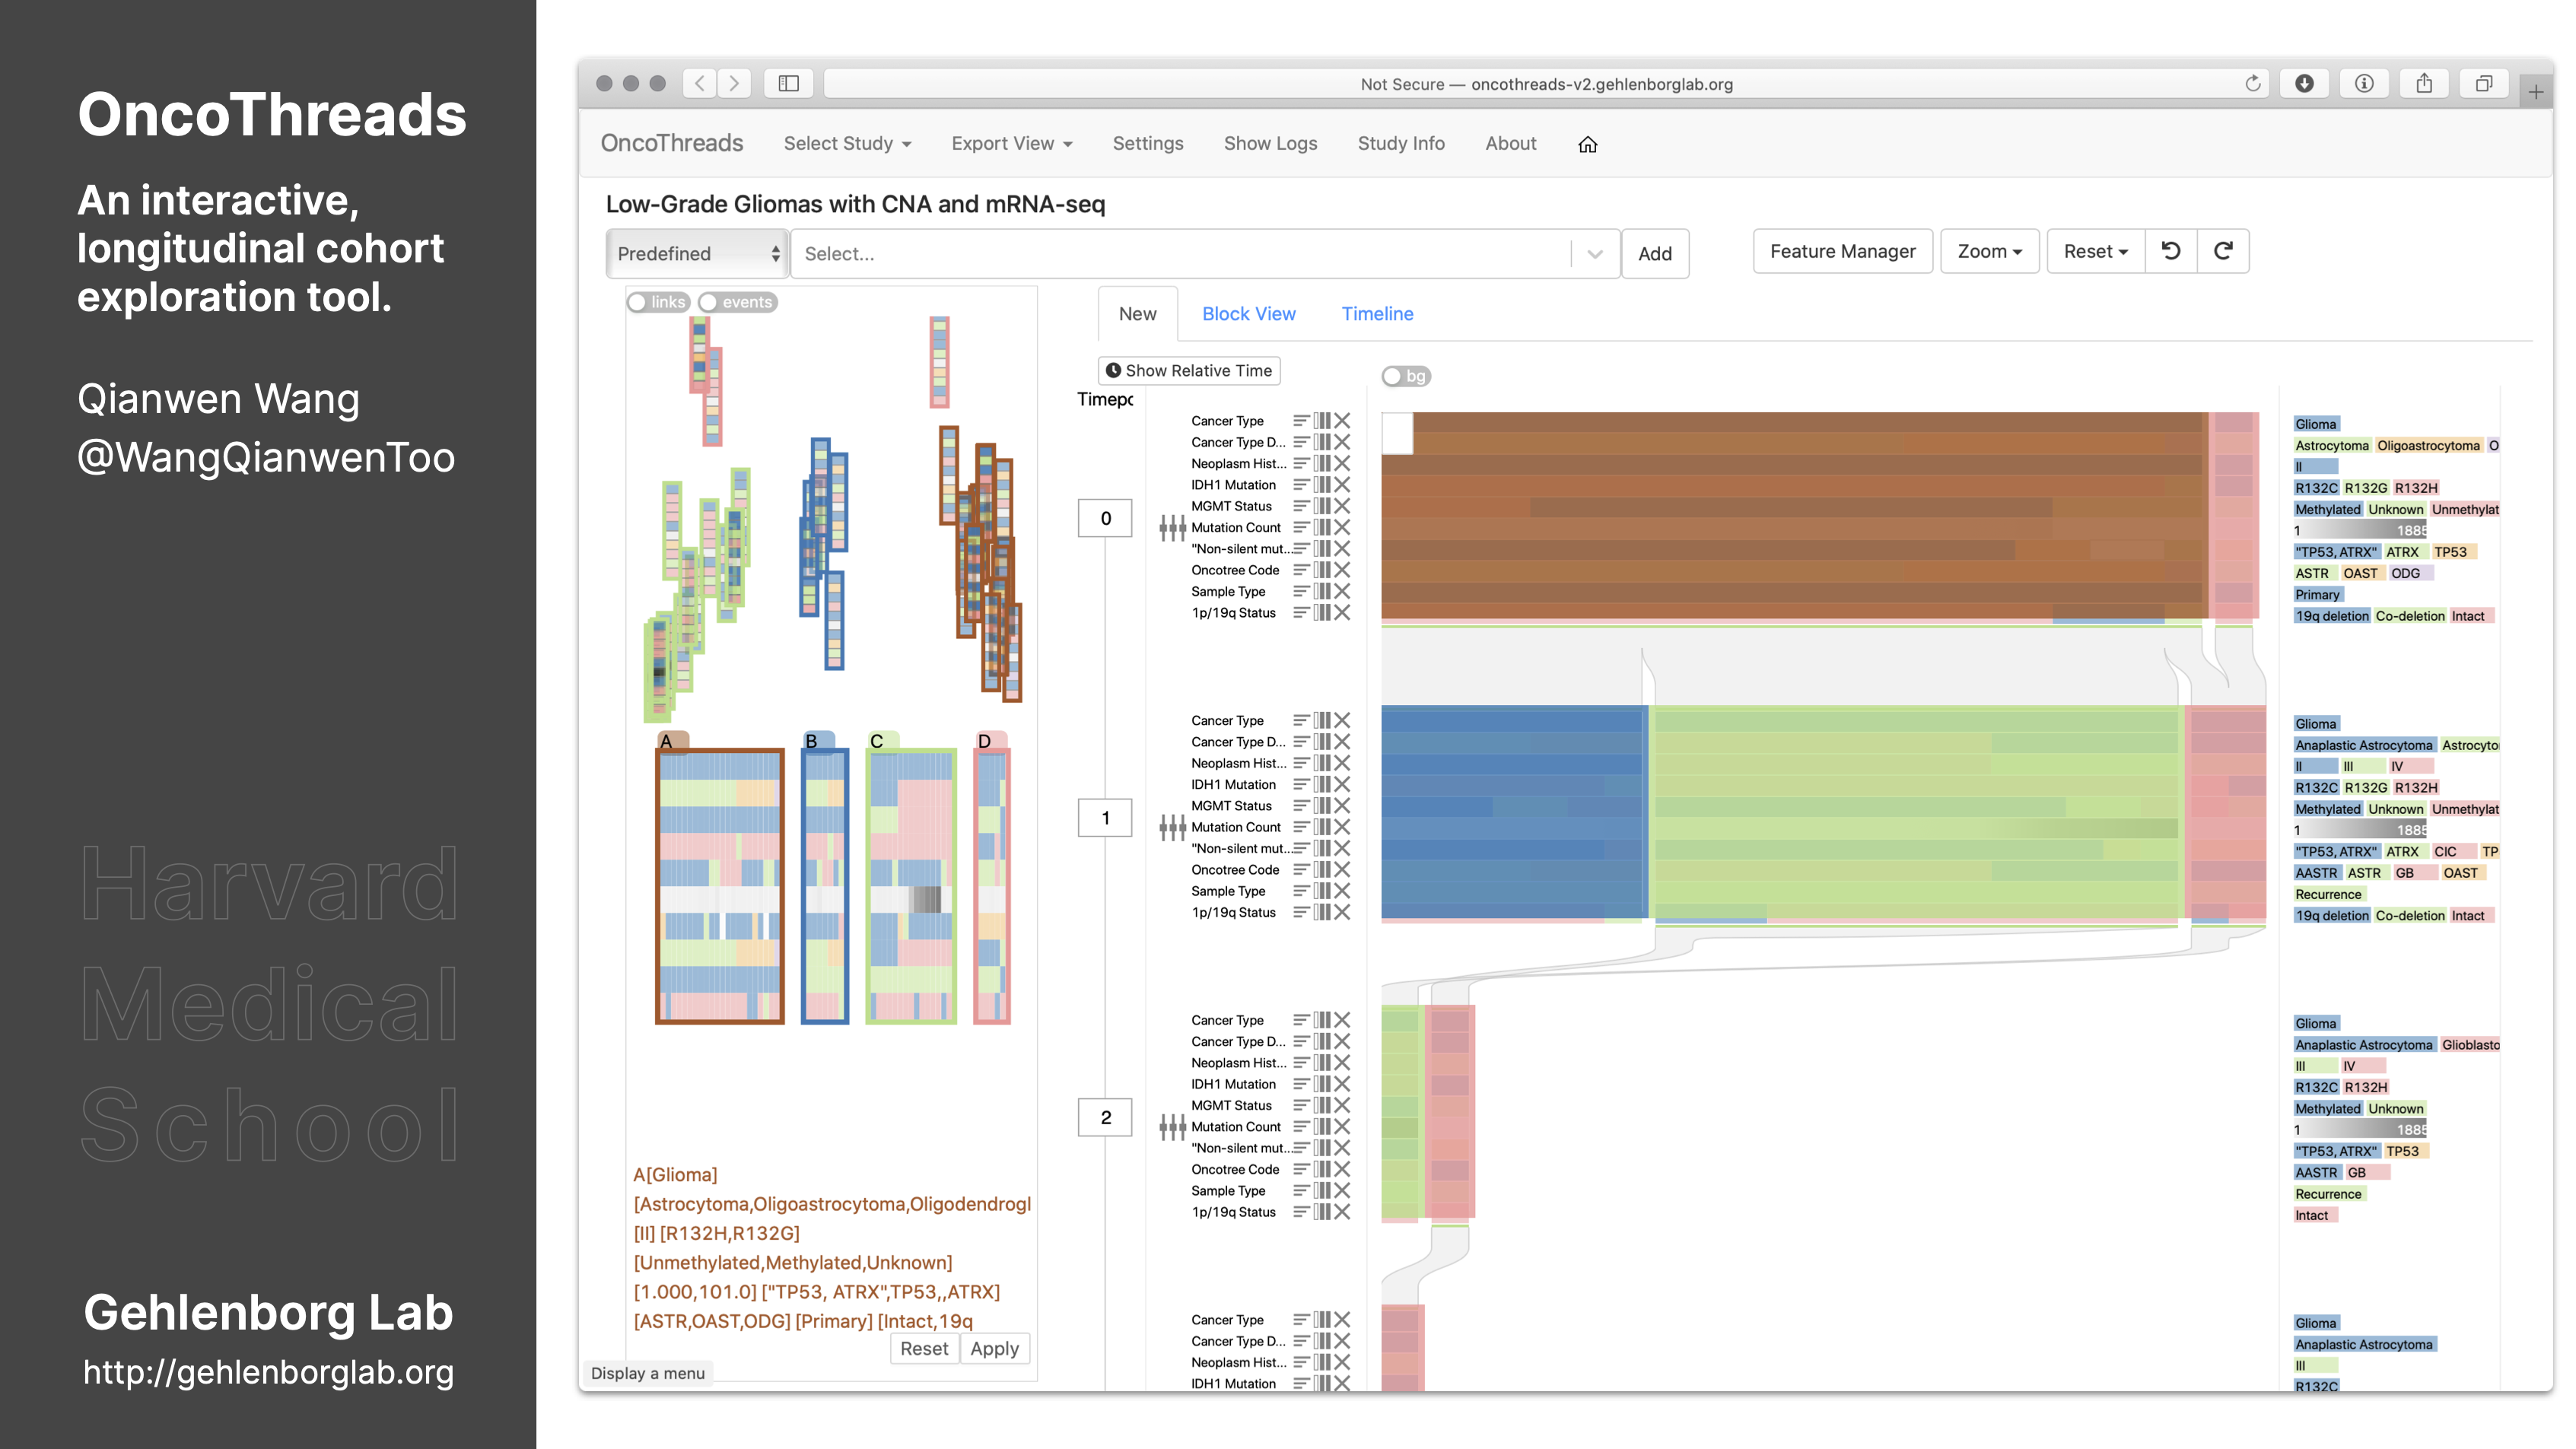 OncoThreads
An interactive,
longitudinal cohort
exploration tool.
Qianwen Wang
@WangQianwenToo
Harvard
Medical
School
Gehlenborg Lab
http://gehlenborglab.org
Not Secure — oncothreads-v2.gehlenborglab.org
OncoThreads Select Study Export View Settings Show Logs Study Info About
Low-Grade Gliomas with CNA and mRNA-seq
Predefined Select... Add Feature Manager Zoom Reset
links events
New Block View Timeline
Show Relative Time
bg
Timepo
A B C D
A[Glioma]
[Astrocytoma,Oligoastrocytoma,Oligodendrogl
[II] [R132H,R132G]
[Unmethylated,Methylated,Unknown]
[1.000,101.0] ["TP53, ATRX",TP53,,ATRX]
[ASTR,OAST,ODG] [Primary] [Intact,19q
Reset Apply
Display a menu
0
Cancer Type
Cancer Type D...
Neoplasm Hist...
IDH1 Mutation
MGMT Status
Mutation Count
"Non-silent mut...
Oncotree Code
Sample Type
1p/19q Status
Glioma
Astrocytoma Oligoastrocytoma O
II
R132C R132G R132H
Methylated Unknown Unmethylat
1 1885
"TP53, ATRX" ATRX TP53
ASTR OAST ODG
Primary
19q deletion Co-deletion Intact
1
Cancer Type
Cancer Type D...
Neoplasm Hist...
IDH1 Mutation
MGMT Status
Mutation Count
"Non-silent mut...
Oncotree Code
Sample Type
1p/19q Status
Glioma
Anaplastic Astrocytoma Astrocyto
II III IV
R132C R132G R132H
Methylated Unknown Unmethylat
1 1885
"TP53, ATRX" ATRX CIC TP
AASTR ASTR GB OAST
Recurrence
19q deletion Co-deletion Intact
2
Cancer Type
Cancer Type D...
Neoplasm Hist...
IDH1 Mutation
MGMT Status
Mutation Count
"Non-silent mut...
Oncotree Code
Sample Type
1p/19q Status
Glioma
Anaplastic Astrocytoma Glioblasto
III IV
R132C R132H
Methylated Unknown
1 1885
"TP53, ATRX" TP53
AASTR GB
Recurrence
Intact
Cancer Type
Cancer Type D...
Neoplasm Hist...
IDH1 Mutation
Glioma
Anaplastic Astrocytoma
III
R132C